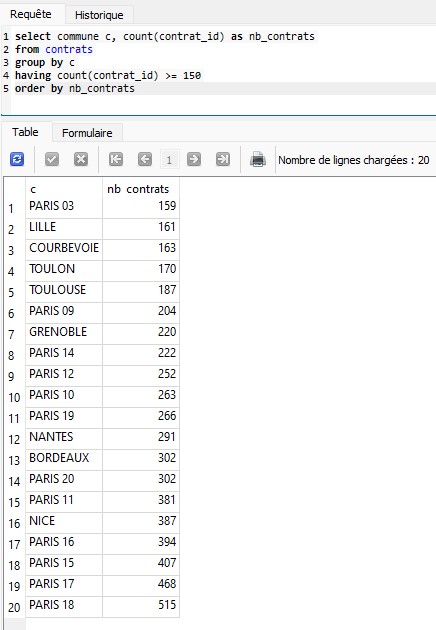 Requête Historique
1 select commune c, count(contrat_id) as nb_contrats
2 from contrats
3 group by c
4 having count(contrat_id) >= 150
5 order by nb_contrats
Table Formulaire
1 Nombre de lignes chargées : 20
c nb_contrats
1 PARIS 03 159
2 LILLE 161
3 COURBEVOIE 163
4 TOULON 170
5 TOULOUSE 187
6 PARIS 09 204
7 GRENOBLE 220
8 PARIS 14 222
9 PARIS 12 252
10 PARIS 10 263
11 PARIS 19 266
12 NANTES 291
13 BORDEAUX 302
14 PARIS 20 302
15 PARIS 11 381
16 NICE 387
17 PARIS 16 394
18 PARIS 15 407
19 PARIS 17 468
20 PARIS 18 515